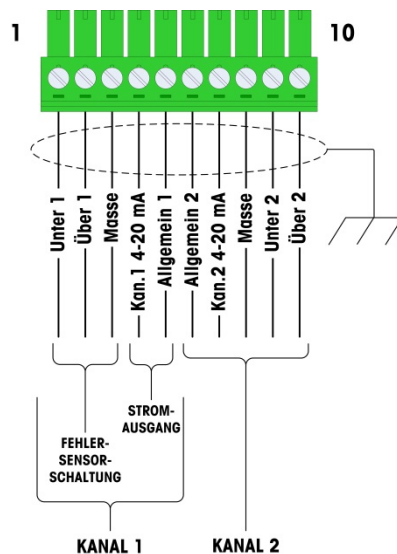 1
10
Unter 1
Über 1
Masse
Kan.1 4-20 mA
Allgemein 1
Allgemein 2
Kan.2 4-20 mA
Masse
Unter 2
Über 2
STROM-
AUSGANG
FEHLER-
SENSOR-
SCHALTUNG
KANAL 1
KANAL 2